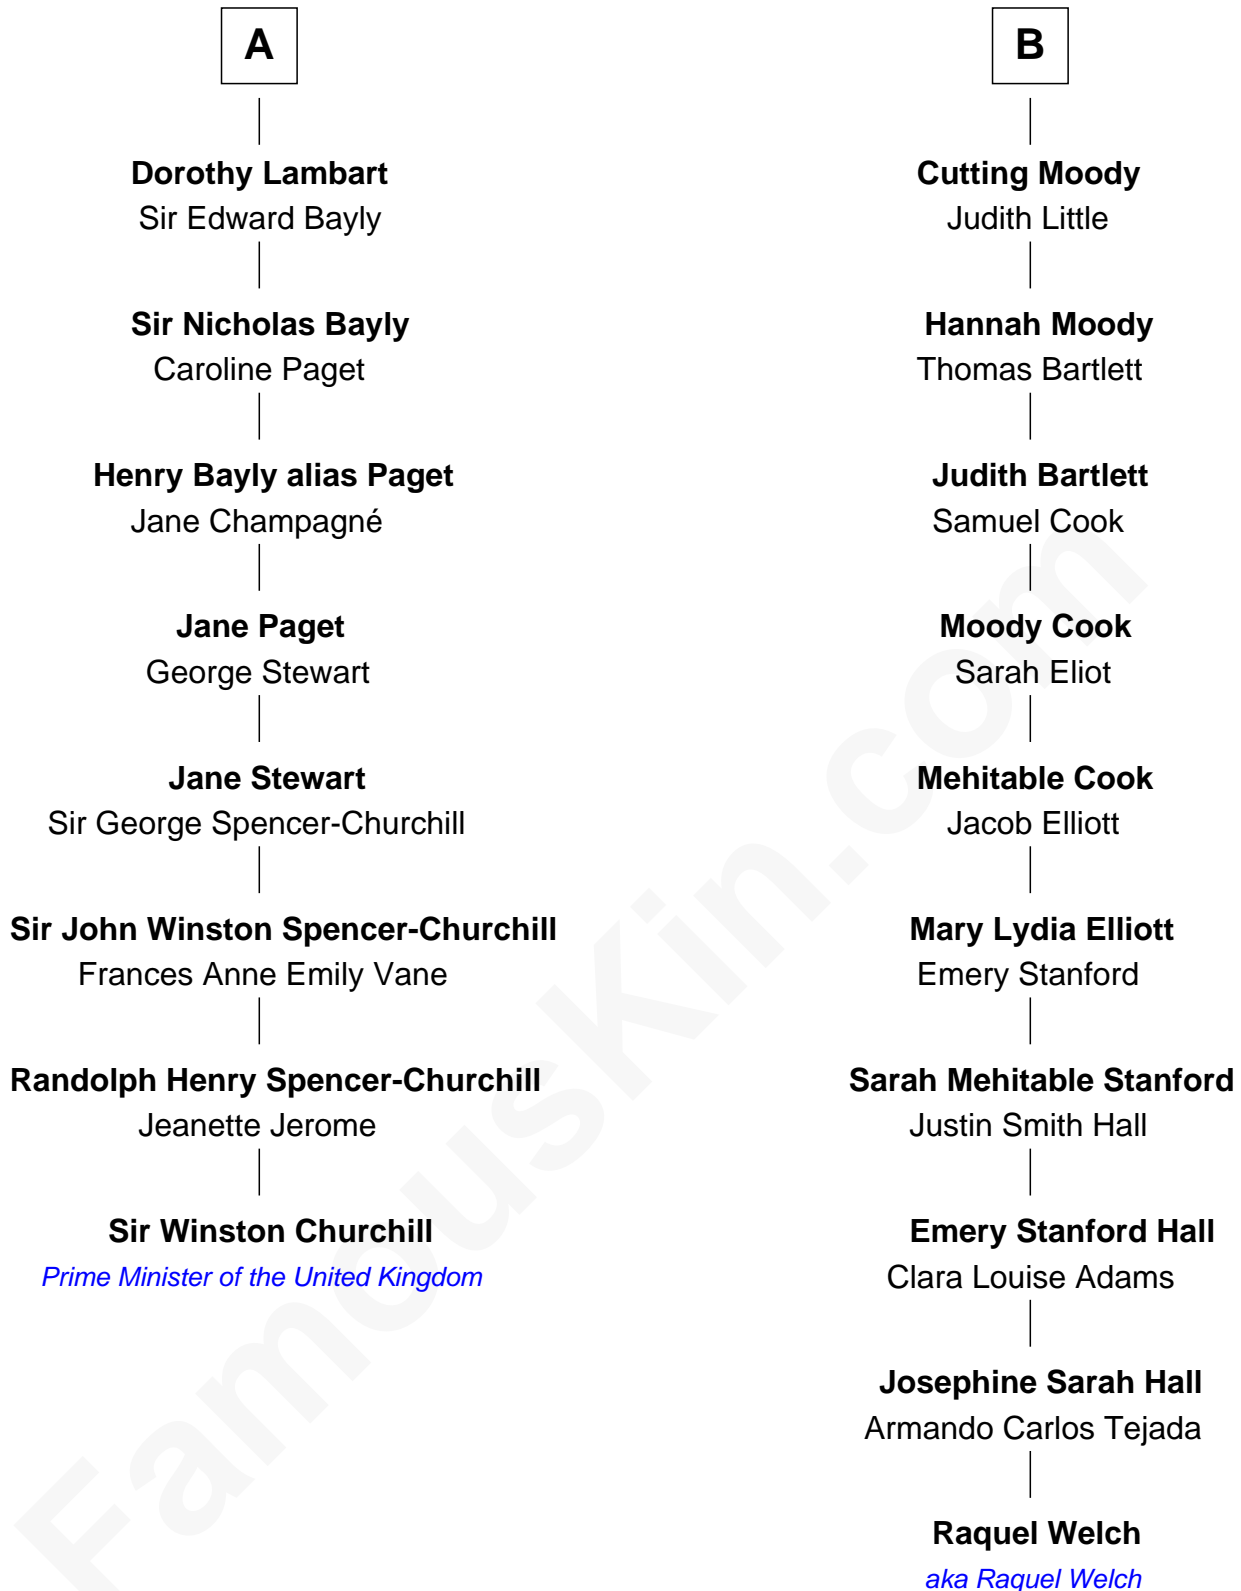 A
Dorothy Lambart
Sir Edward Bayly
Sir Nicholas Bayly
Caroline Paget
Henry Bayly alias Paget
Jane Champagné
Jane Paget
George Stewart
Jane Stewart
Sir George Spencer-Churchill
Sir John Winston Spencer-Churchill
Frances Anne Emily Vane
Randolph Henry Spencer-Churchill
Jeanette Jerome
Sir Winston Churchill
Prime Minister of the United Kingdom
B
Cutting Moody
Judith Little
Hannah Moody
Thomas Bartlett
Judith Bartlett
Samuel Cook
Moody Cook
Sarah Eliot
Mehitable Cook
Jacob Elliott
Mary Lydia Elliott
Emery Stanford
Sarah Mehitable Stanford
Justin Smith Hall
Emery Stanford Hall
Clara Louise Adams
Josephine Sarah Hall
Armando Carlos Tejada
Raquel Welch
aka Raquel Welch
FamousKin.com